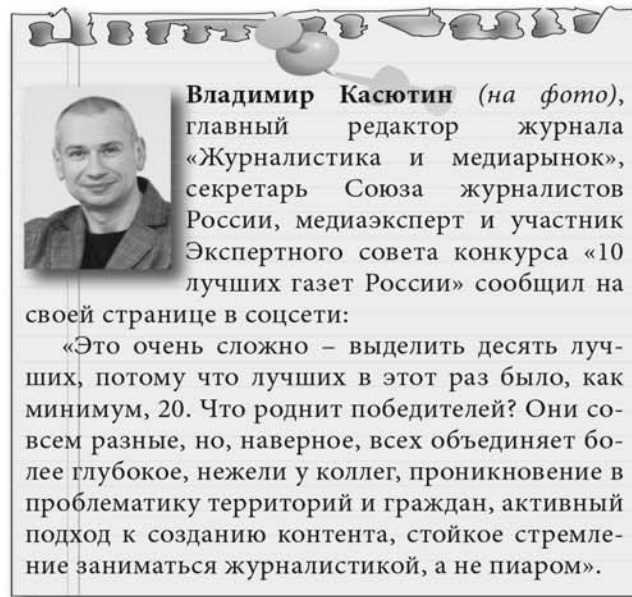 Владимир Касютин (на фото),
главный редактор журнала
«Журналистика и медиарынок»,
секретарь Союза журналистов
России, медиаэксперт и участник
Экспертного совета конкурса «10
лучших газет России» сообщил на
своей странице в соцсети:
«Это очень сложно – выделить десять луч-
ших, потому что лучших в этот раз было, как
минимум, 20. Что роднит победителей? Они со-
всем разные, но, наверное, всех объединяет бо-
лее глубокое, нежели у коллег, проникновение в
проблематику территорий и граждан, активный
подход к созданию контента, стойкое стремле-
ние заниматься журналистикой, а не пиаром».